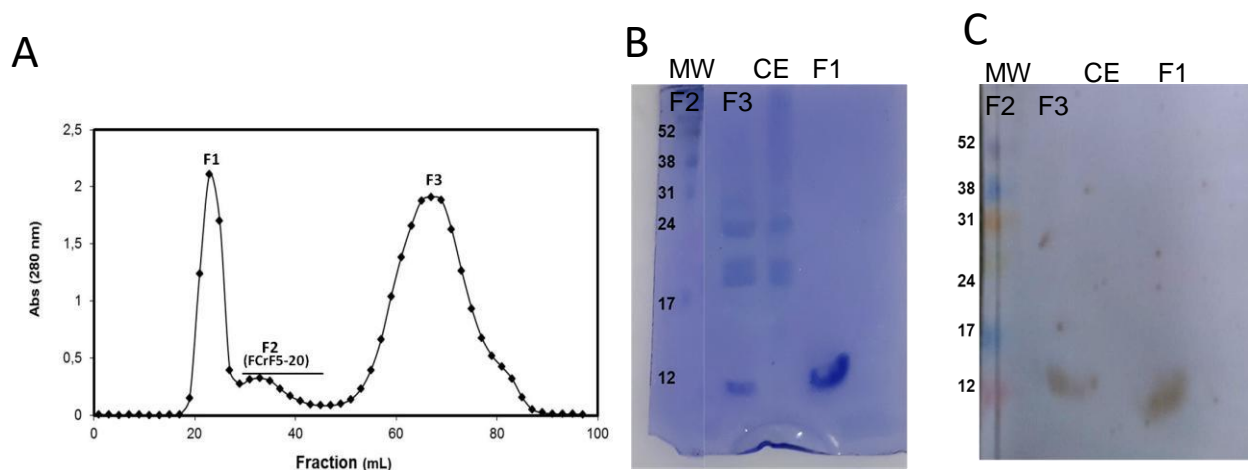 A
2,5
2
1,5
1
0,5
0
Abs (280 nm)
F1
F2
(FCrF5-20)
F3
0 20 40 60 80 100
Fraction (mL)
B
MW CE F1
F2 F3
52
38
31
24
17
12
C
MW CE F1
F2 F3
52
38
31
24
17
12